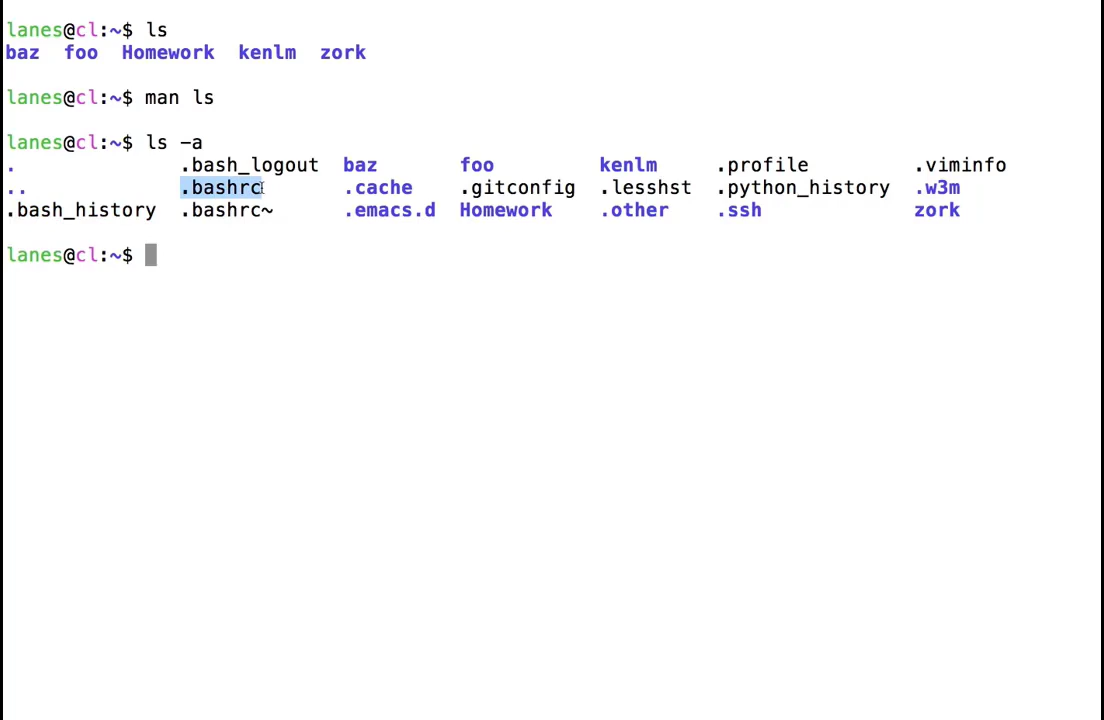 lanes@cl:~$ ls
baz  foo  Homework  kenlm  zork
lanes@cl:~$ man ls
lanes@cl:~$ ls -a
.              .bash_logout  baz       foo         kenlm     .profile         .viminfo
..             .bashrc       .cache    .gitconfig  .lesshst  .python_history  .w3m
.bash_history  .bashrc~      .emacs.d  Homework    .other    .ssh             zork
lanes@cl:~$